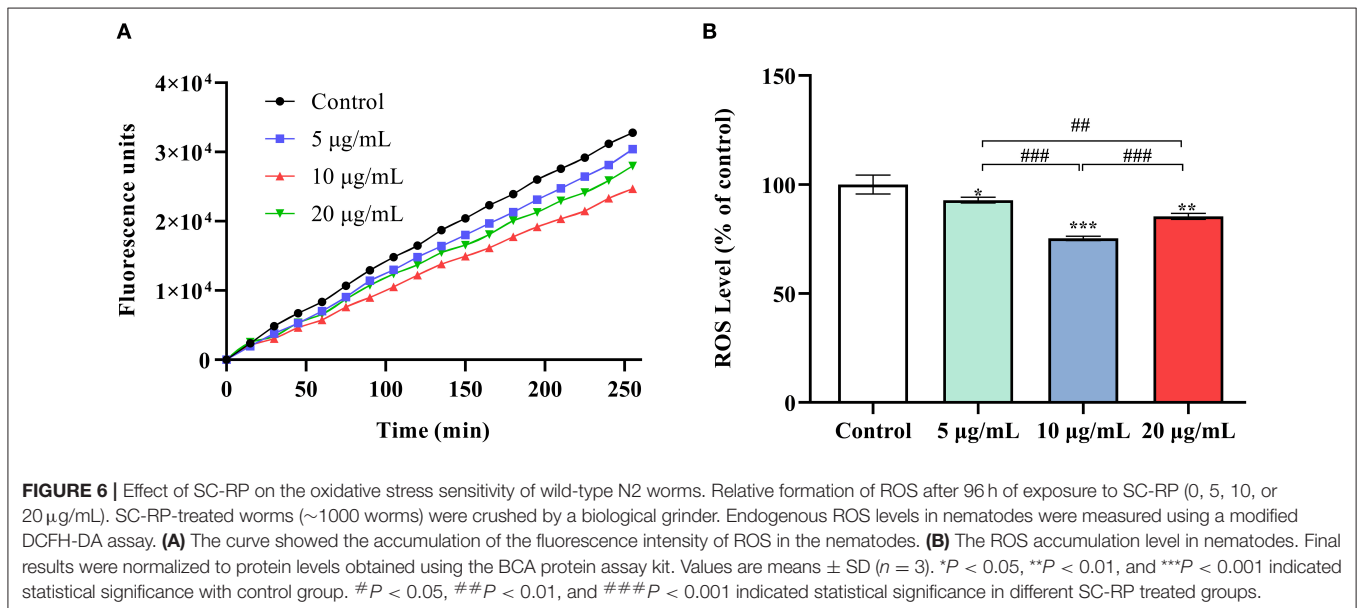 A
B
4×10⁴
3×10⁴
2×10⁴
1×10⁴
0
Fluorescence units
Control
5 μg/mL
10 μg/mL
20 μg/mL
0 50 100 150 200 250
Time (min)
150
100
50
0
ROS Level (% of control)
##
### ###
* *** **
Control 5 μg/mL 10 μg/mL 20 μg/mL
FIGURE 6 | Effect of SC-RP on the oxidative stress sensitivity of wild-type N2 worms. Relative formation of ROS after 96 h of exposure to SC-RP (0, 5, 10, or
20 μg/mL). SC-RP-treated worms (~1000 worms) were crushed by a biological grinder. Endogenous ROS levels in nematodes were measured using a modified
DCFH-DA assay. (A) The curve showed the accumulation of the fluorescence intensity of ROS in the nematodes. (B) The ROS accumulation level in nematodes. Final
results were normalized to protein levels obtained using the BCA protein assay kit. Values are means ± SD (n = 3). *P < 0.05, **P < 0.01, and ***P < 0.001 indicated
statistical significance with control group. #P < 0.05, ##P < 0.01, and ###P < 0.001 indicated statistical significance in different SC-RP treated groups.